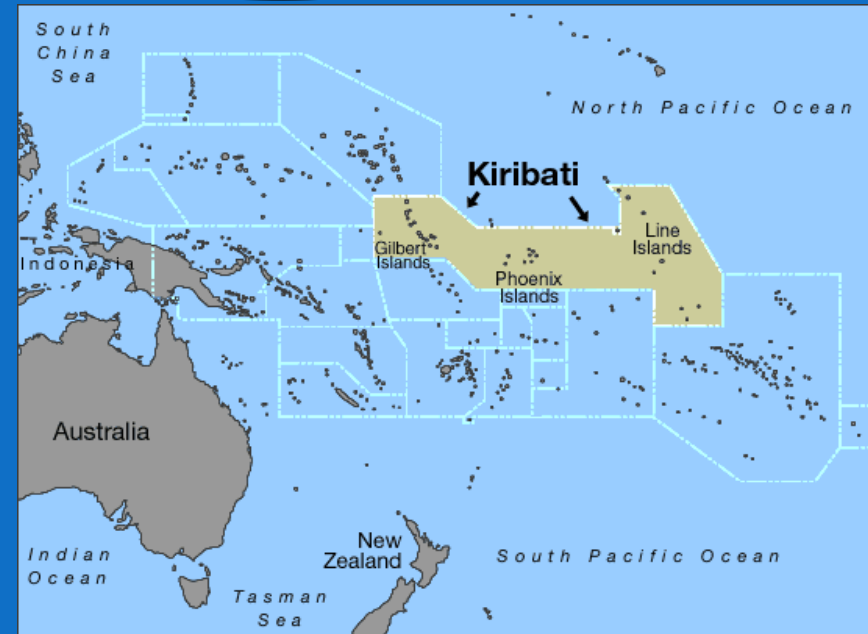 South
China
Sea
North Pacific Ocean
Kiribati
Gilbert
Islands
Line
Islands
Indonesia
Phoenix
Islands
Australia
New
Zealand
Indian
Ocean
South Pacific Ocean
Tasman
Sea